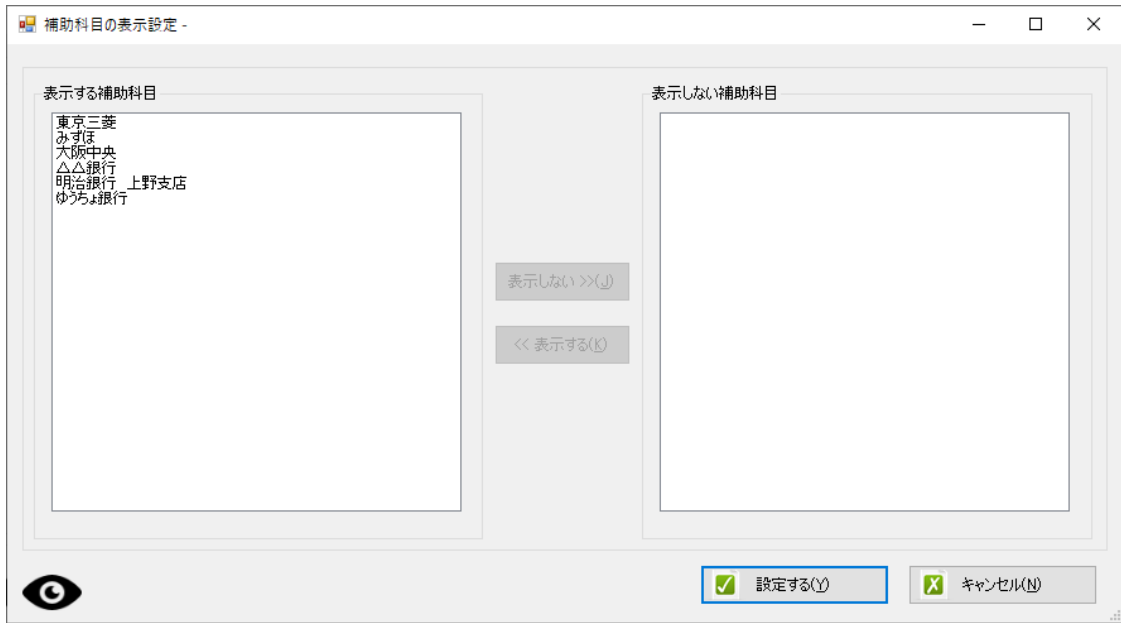 補助科目の表示設定 -
表示する補助科目
東京三菱
みずほ
大阪中央
△△銀行
明治銀行　上野支店
ゆうちょ銀行
表示しない >>(J)
<< 表示する(K)
表示しない補助科目
設定する(Y)
キャンセル(N)